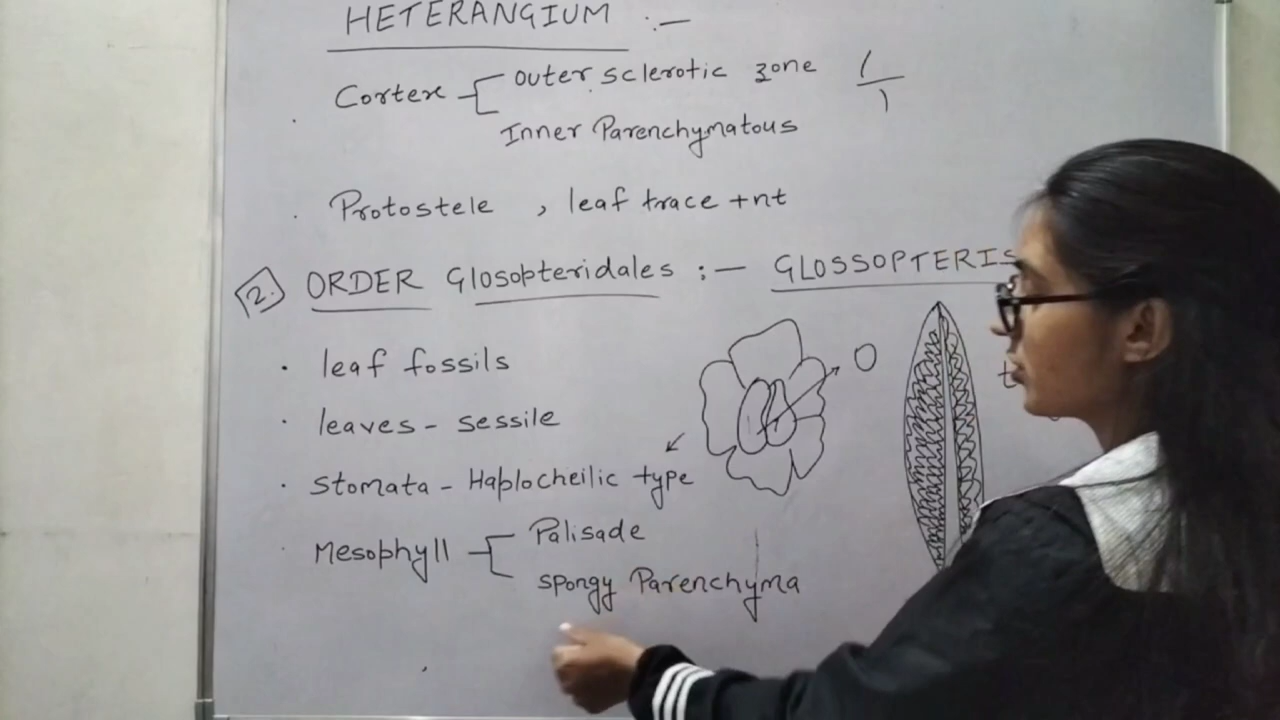 HETERANGIUM :-
Cortex outer sclerotic zone
Inner Parenchymatous
Protostele , leaf trace +nt
2. ORDER Glosopteridales :- GLOSSOPTERIS
leaf fossils
leaves - sessile
Stomata - Haplocheilic type
Mesophyll Palisade
spongy Parenchyma